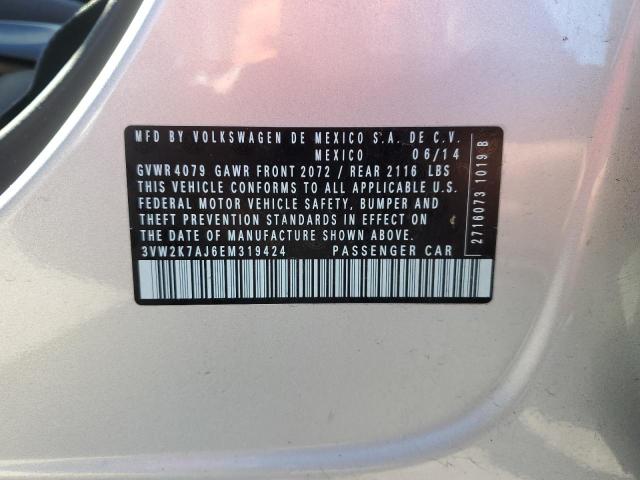 MFD BY VOLKSWAGEN DE MEXICO S.A. DE C.V.
MEXICO 06/14
GVWR 4079 GAWR FRONT 2072 / REAR 2116 LBS
THIS VEHICLE CONFORMS TO ALL APPLICABLE U.S.
FEDERAL MOTOR VEHICLE SAFETY, BUMPER AND
THEFT PREVENTION STANDARDS IN EFFECT ON
THE DATE OF MANUFACTURE SHOWN ABOVE.
3VW2K7AJ6EM319424 PASSENGER CAR
2716073 1019 B